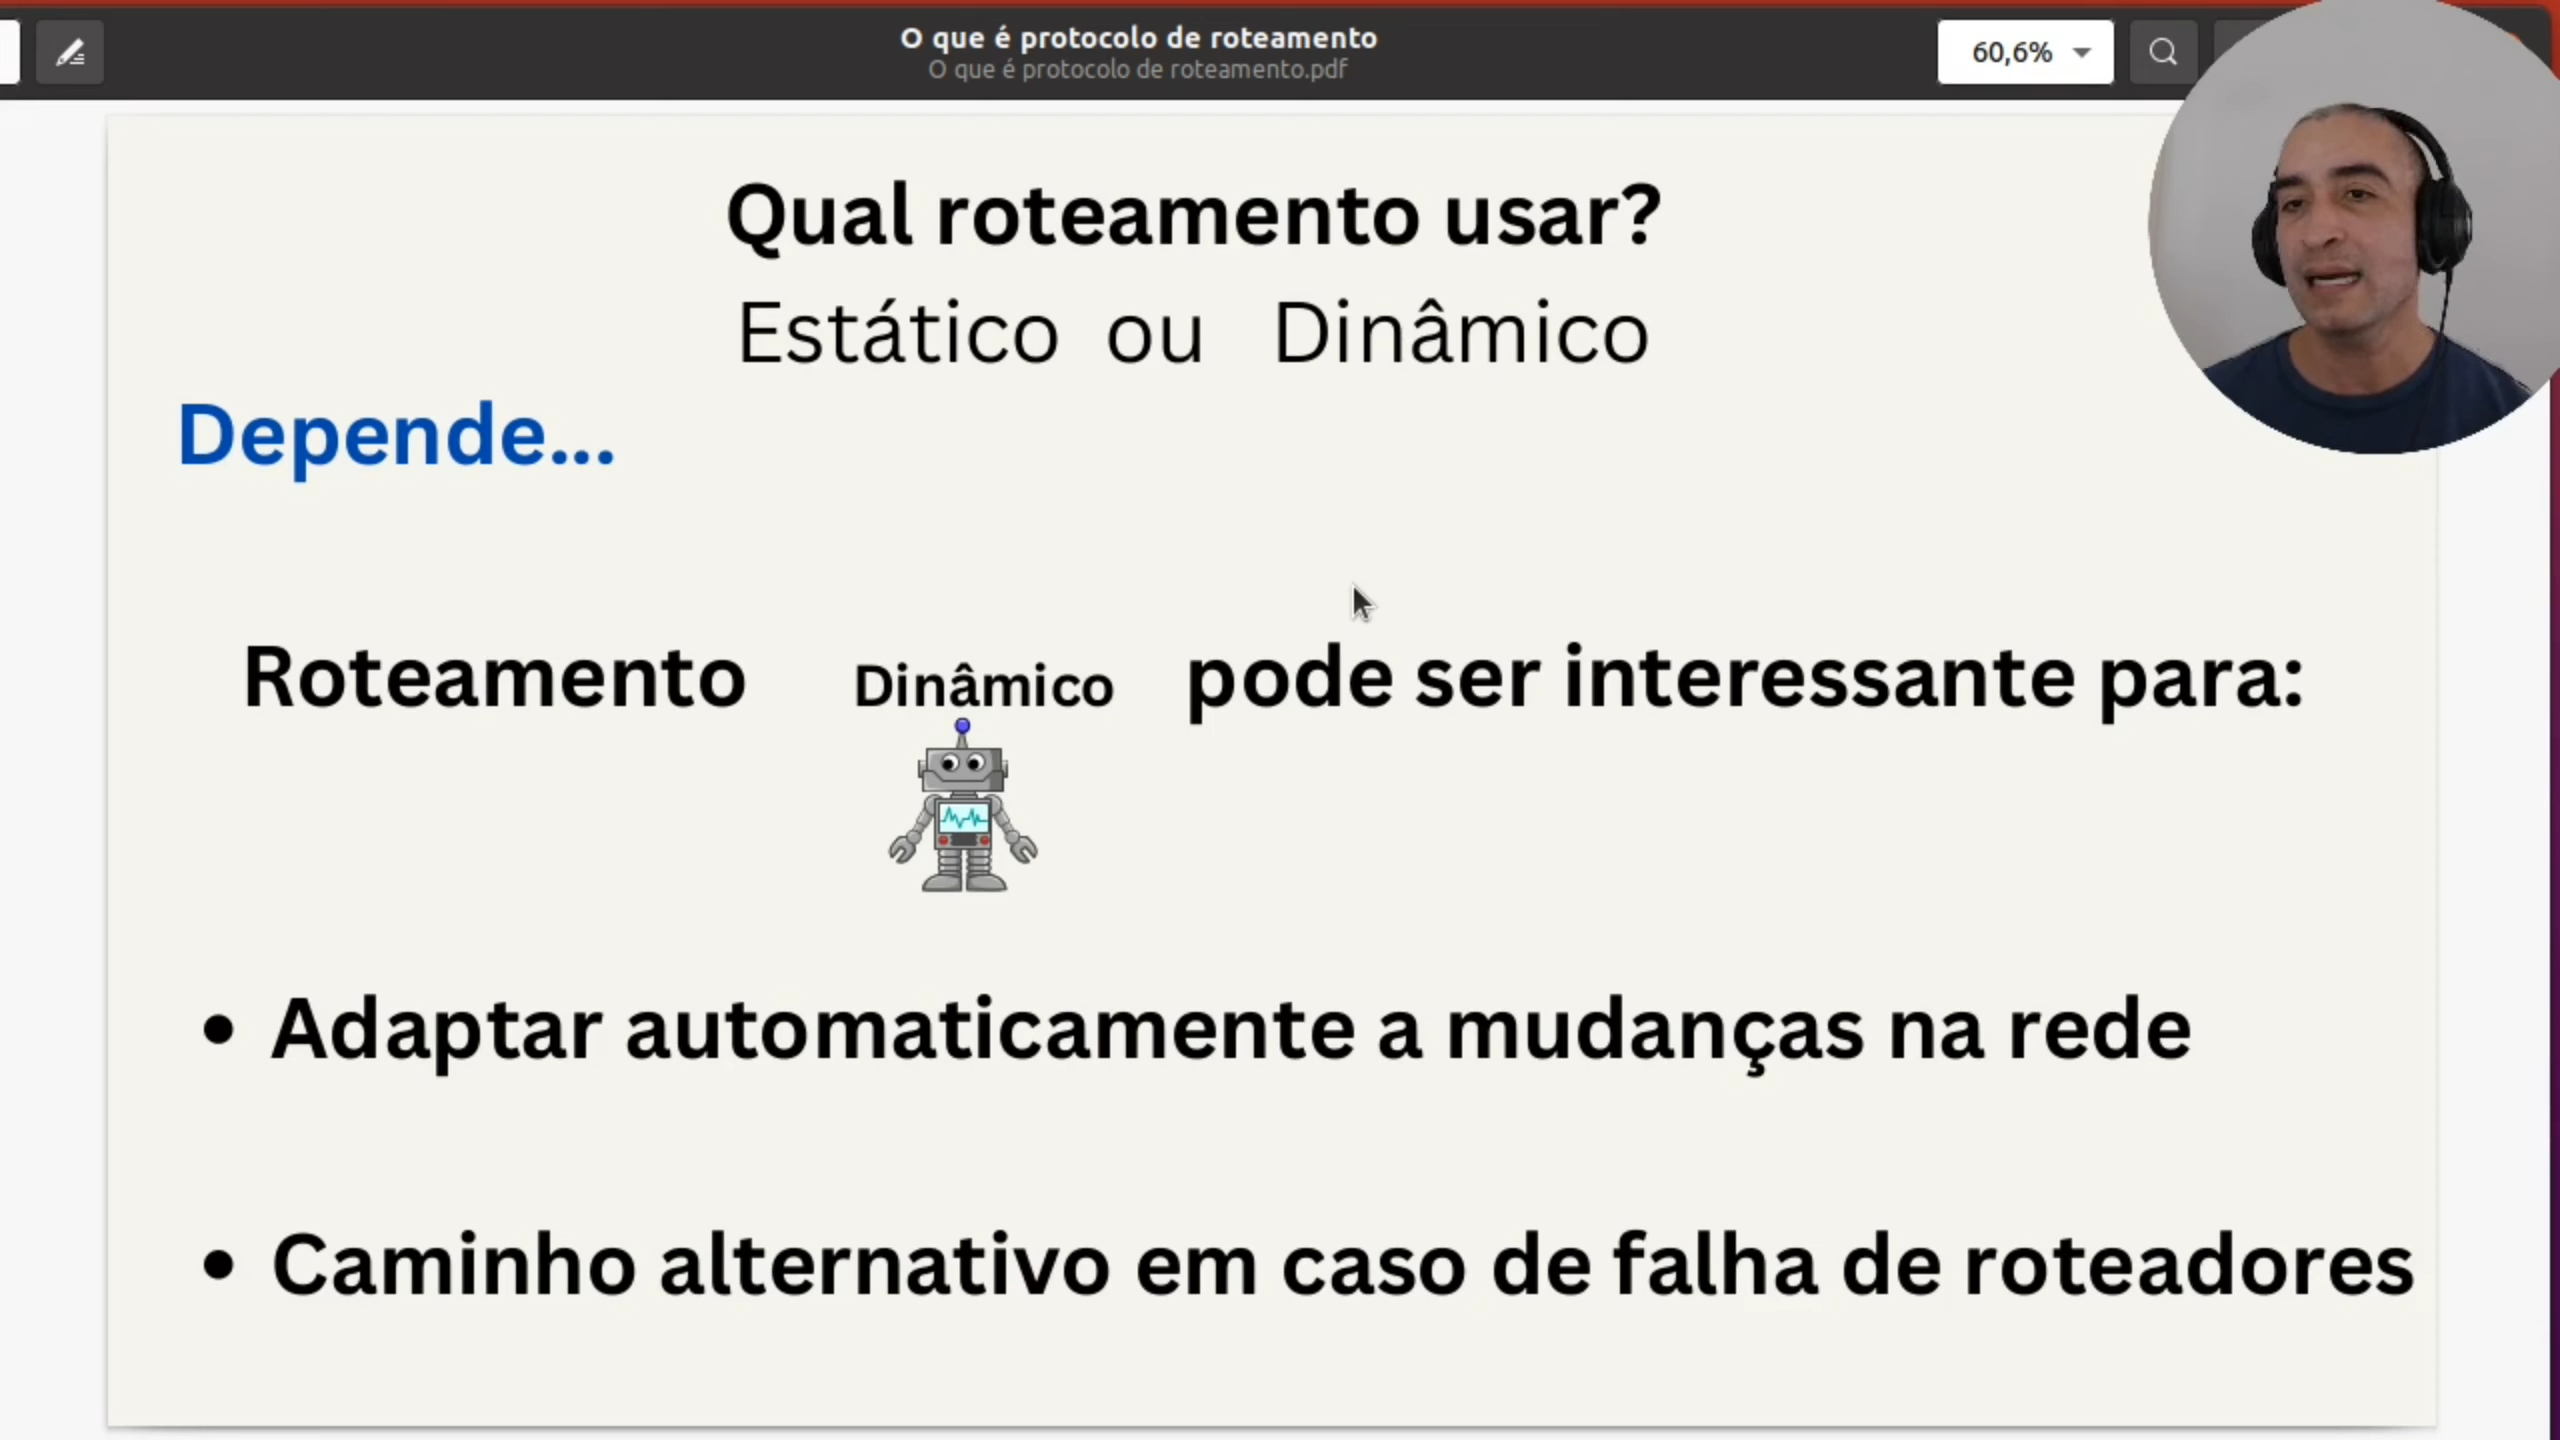 O que é protocolo de roteamento
O que é protocolo de roteamento.pdf
60,6%
Qual roteamento usar?
Estático ou Dinâmico
Depende...
Roteamento Dinâmico pode ser interessante para:
• Adaptar automaticamente a mudanças na rede
• Caminho alternativo em caso de falha de roteadores